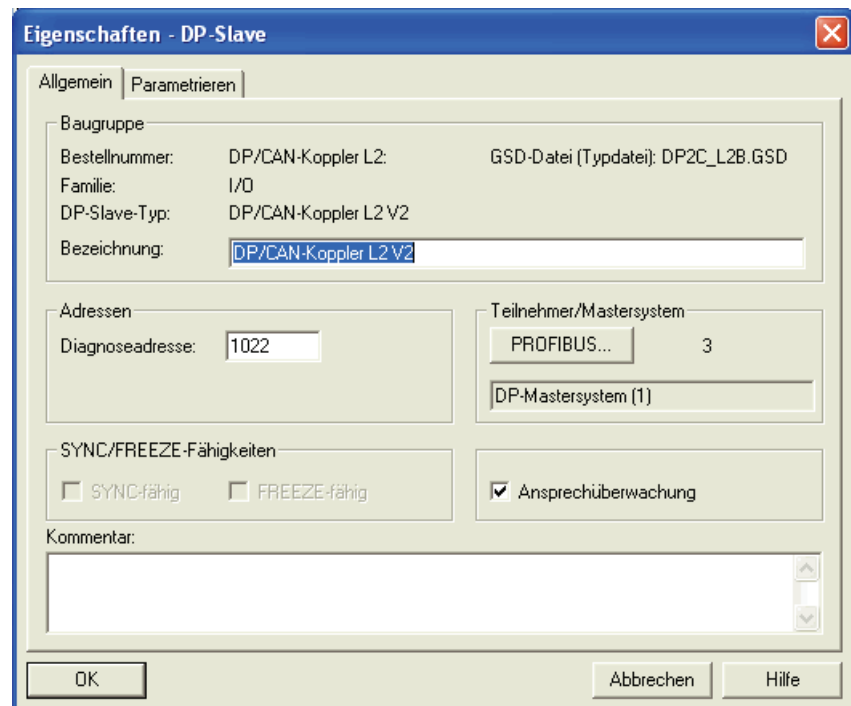 Eigenschaften - DP-Slave
Allgemein Parametrieren
Baugruppe
Bestellnummer: DP/CAN-Koppler L2: GSD-Datei (Typdatei): DP2C_L2B.GSD
Familie: I/O
DP-Slave-Typ: DP/CAN-Koppler L2 V2
Bezeichnung: DP/CAN-Koppler L2 V2
Adressen Teilnehmer/Mastersystem
Diagnoseadresse: 1022 PROFIBUS... 3
DP-Mastersystem (1)
SYNC/FREEZE-Fähigkeiten
SYNC-fähig FREEZE-fähig Ansprechüberwachung
Kommentar:
OK Abbrechen Hilfe